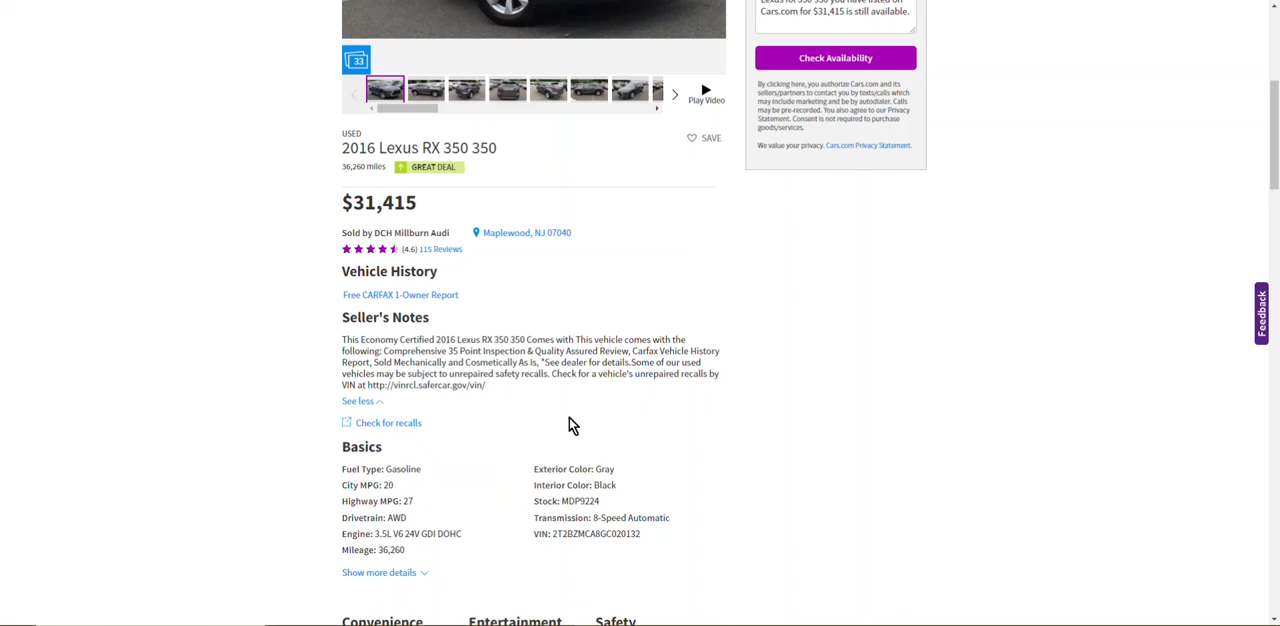 Lexus RX 350 350 you have listed on
Cars.com for $31,415 is still available.
33
Check Availability
Play Video
By clicking here, you authorize Cars.com and its
sellers/partners to contact you by texts/calls which
may include marketing and be by autodialer. Calls
may be pre-recorded. You also agree to our Privacy
Statement. Consent is not required to purchase
goods/services.
We value your privacy. Cars.com Privacy Statement.
USED
SAVE
2016 Lexus RX 350 350
36,260 miles GREAT DEAL
$31,415
Sold by DCH Millburn Audi Maplewood, NJ 07040
(4.6) 115 Reviews
Vehicle History
Free CARFAX 1-Owner Report
Seller's Notes
This Economy Certified 2016 Lexus RX 350 350 Comes with This vehicle comes with the
following: Comprehensive 35 Point Inspection & Quality Assured Review, Carfax Vehicle History
Report, Sold Mechanically and Cosmetically As Is, *See dealer for details.Some of our used
vehicles may be subject to unrepaired safety recalls. Check for a vehicle's unrepaired recalls by
VIN at http://vinrcl.safercar.gov/vin/
See less
Check for recalls
Basics
Fuel Type: Gasoline
City MPG: 20
Highway MPG: 27
Drivetrain: AWD
Engine: 3.5L V6 24V GDI DOHC
Mileage: 36,260
Exterior Color: Gray
Interior Color: Black
Stock: MDP9224
Transmission: 8-Speed Automatic
VIN: 2T2BZMCA8GC020132
Show more details
Convenience Entertainment Safety
Feedback